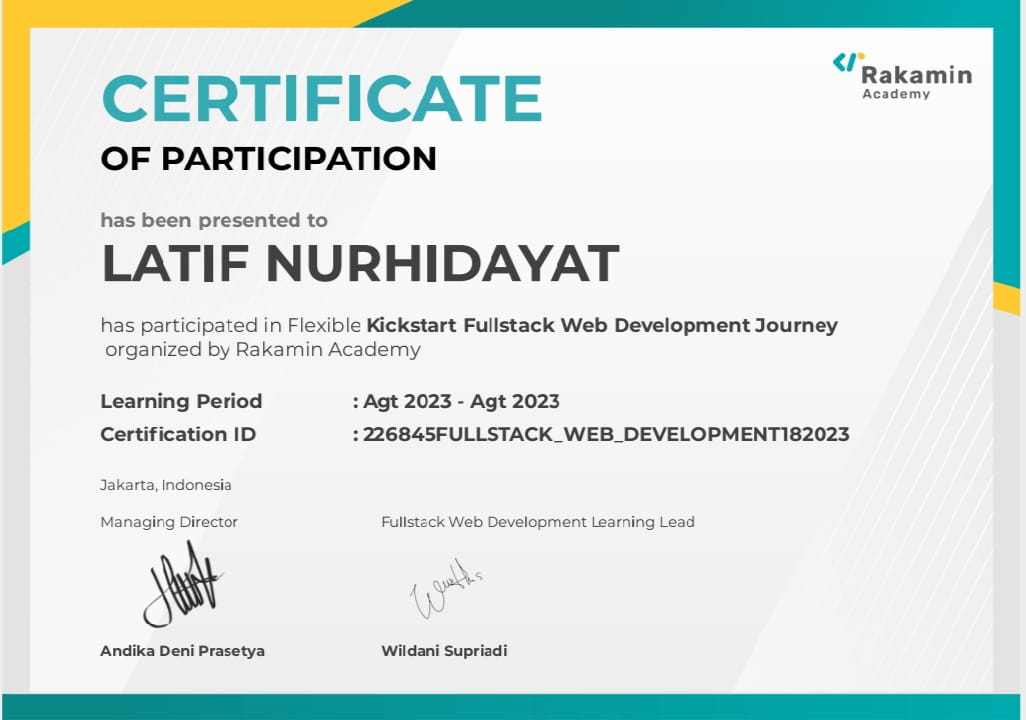 Rakamin
Academy
CERTIFICATE
OF PARTICIPATION
has been presented to
LATIF NURHIDAYAT
has participated in Flexible Kickstart Fullstack Web Development Journey
organized by Rakamin Academy
Learning Period : Agt 2023 - Agt 2023
Certification ID : 226845FULLSTACK_WEB_DEVELOPMENT182023
Jakarta, Indonesia
Managing Director Fullstack Web Development Learning Lead
Andika Deni Prasetya Wildani Supriadi